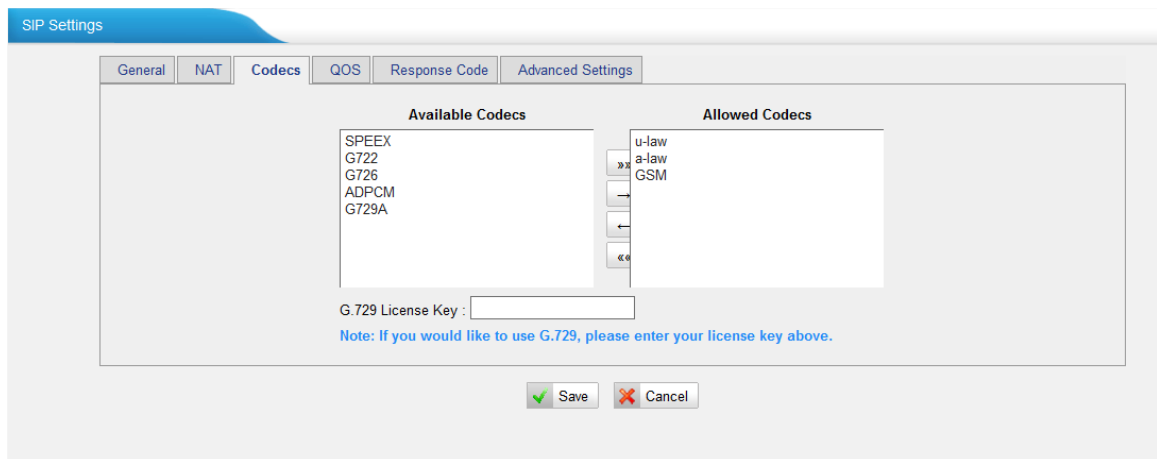 SIP Settings
General NAT Codecs QOS Response Code Advanced Settings
Available Codecs Allowed Codecs
SPEEX
G722
G726
ADPCM
G729A
»»
→
←
««
u-law
a-law
GSM
G.729 License Key :
Note: If you would like to use G.729, please enter your license key above.
Save Cancel